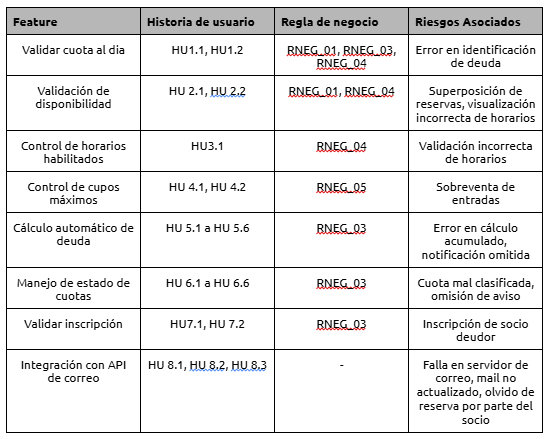 Feature
Historia de usuario
Regla de negocio
Riesgos Asociados
Validar cuota al dia
HU1.1, HU1.2
RNEG_01, RNEG_03,
RNEG_04
Error en identificación
de deuda
Validación de
disponibilidad
HU 2.1, HU 2.2
RNEG_01, RNEG_04
Superposición de
reservas, visualización
incorrecta de horarios
Control de horarios
habilitados
HU3.1
RNEG_04
Validación incorrecta
de horarios
Control de cupos
máximos
HU 4.1, HU 4.2
RNEG_05
Sobreventa de
entradas
Cálculo automático de
deuda
HU 5.1 a HU 5.6
RNEG_03
Error en cálculo
acumulado,
notificación omitida
Manejo de estado de
cuotas
HU 6.1 a HU 6.6
RNEG_03
Cuota mal clasificada,
omisión de aviso
Validar inscripción
HU7.1, HU 7.2
RNEG_03
Inscripción de socio
deudor
Integración con API
de correo
HU 8.1, HU 8.2, HU 8.3
-
Falla en servidor de
correo, mail no
actualizado, olvido de
reserva por parte del
socio